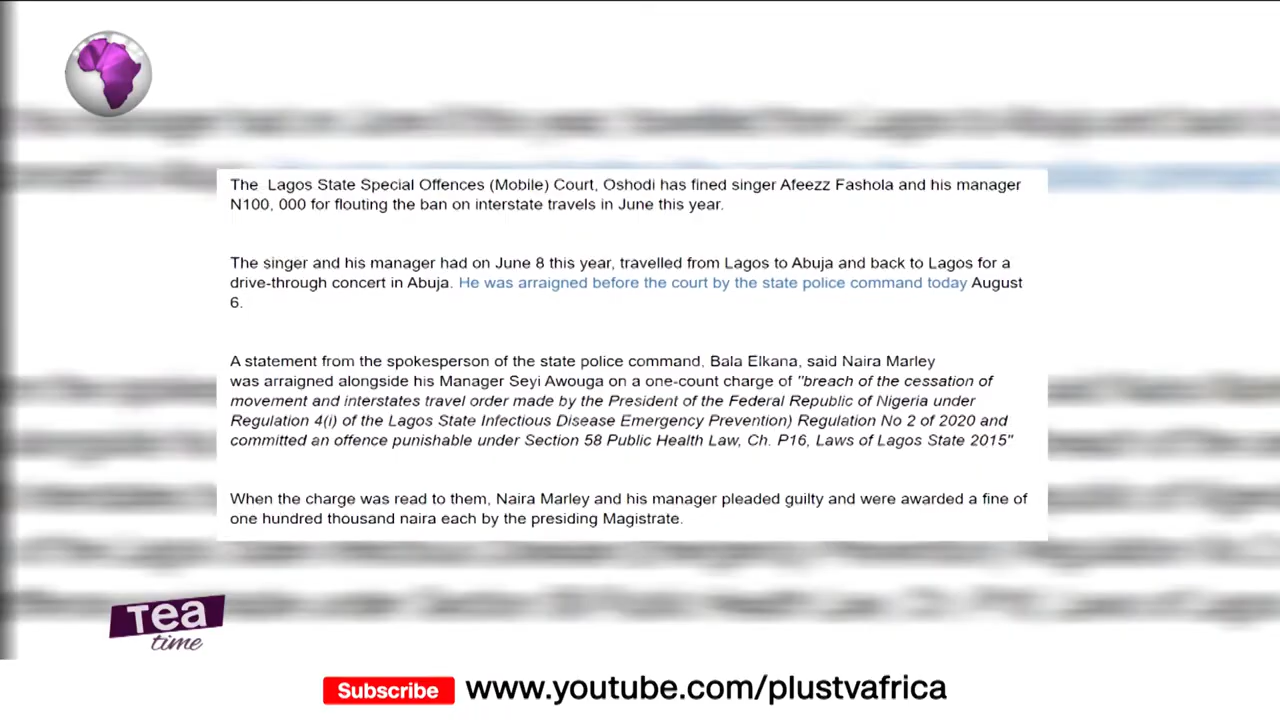 The Lagos State Special Offences (Mobile) Court, Oshodi has fined singer Afeezz Fashola and his manager
N100, 000 for flouting the ban on interstate travels in June this year.
The singer and his manager had on June 8 this year, travelled from Lagos to Abuja and back to Lagos for a
drive-through concert in Abuja. He was arraigned before the court by the state police command today August
6.
A statement from the spokesperson of the state police command, Bala Elkana, said Naira Marley
was arraigned alongside his Manager Seyi Awouga on a one-count charge of "breach of the cessation of
movement and interstates travel order made by the President of the Federal Republic of Nigeria under
Regulation 4(i) of the Lagos State Infectious Disease Emergency Prevention) Regulation No 2 of 2020 and
committed an offence punishable under Section 58 Public Health Law, Ch. P16, Laws of Lagos State 2015"
When the charge was read to them, Naira Marley and his manager pleaded guilty and were awarded a fine of
one hundred thousand naira each by the presiding Magistrate.
Tea
time
Subscribe www.youtube.com/plustvafrica